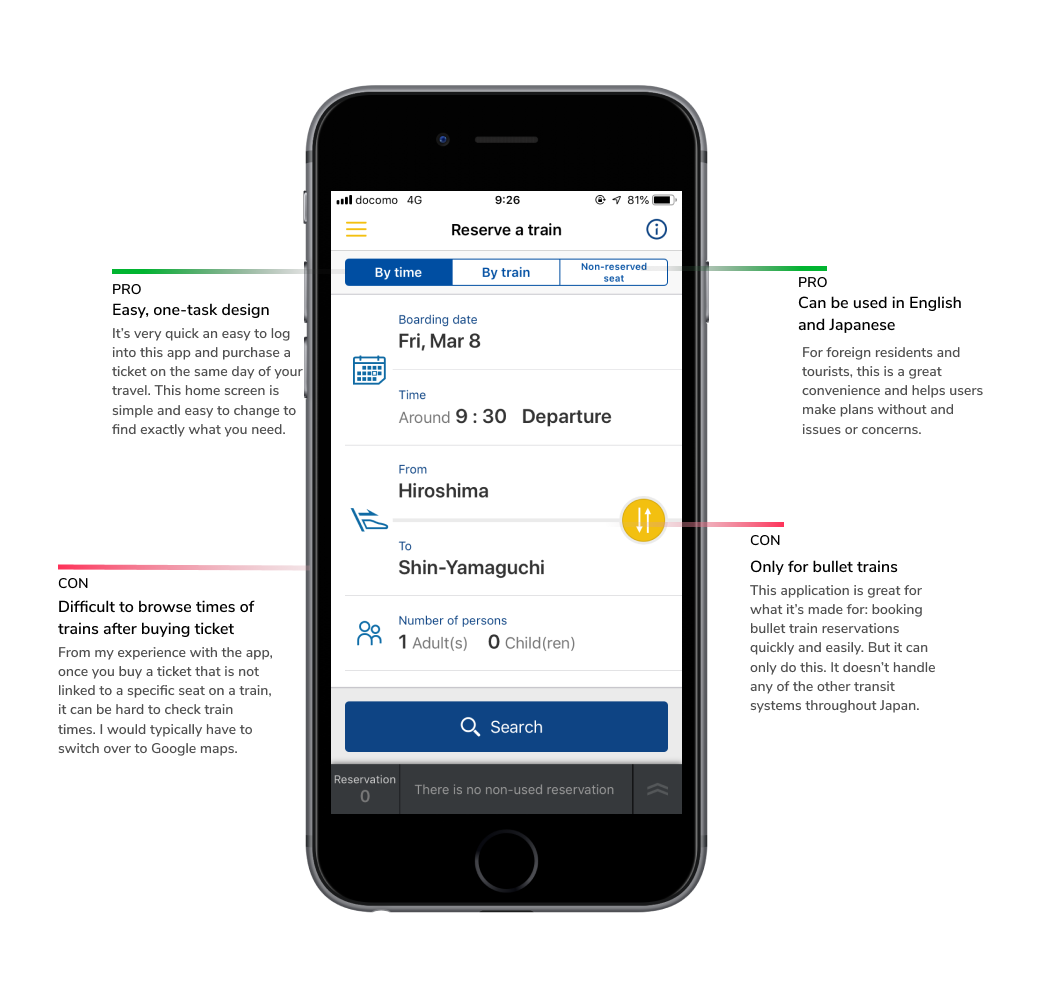 docomo 4G 9:26 81%
Reserve a train
By time By train Non-reserved
seat
Boarding date
Fri, Mar 8
Time
Around 9 : 30 Departure
From
Hiroshima
To
Shin-Yamaguchi
Number of persons
1 Adult(s) 0 Child(ren)
Search
Reservation
0
There is no non-used reservation
PRO
Easy, one-task design
It's very quick an easy to log
into this app and purchase a
ticket on the same day of your
travel. This home screen is
simple and easy to change to
find exactly what you need.
PRO
Can be used in English
and Japanese
For foreign residents and
tourists, this is a great
convenience and helps users
make plans without and
issues or concerns.
CON
Difficult to browse times of
trains after buying ticket
From my experience with the app,
once you buy a ticket that is not
linked to a specific seat on a train,
it can be hard to check train
times. I would typically have to
switch over to Google maps.
CON
Only for bullet trains
This application is great for
what it's made for: booking
bullet train reservations
quickly and easily. But it can
only do this. It doesn't handle
any of the other transit
systems throughout Japan.